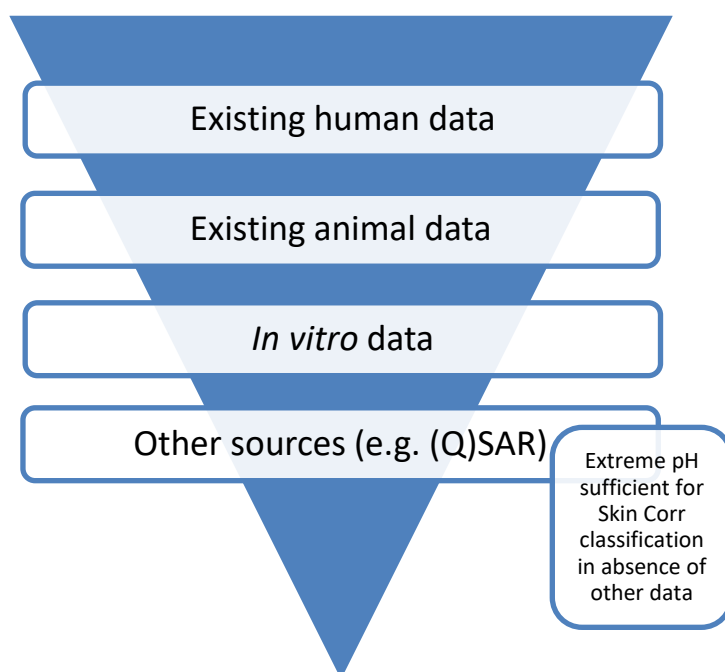 Existing human data
Existing animal data
In vitro data
Other sources (e.g. (Q)SAR)
Extreme pH
sufficient for
Skin Corr
classification
in absence of
other data